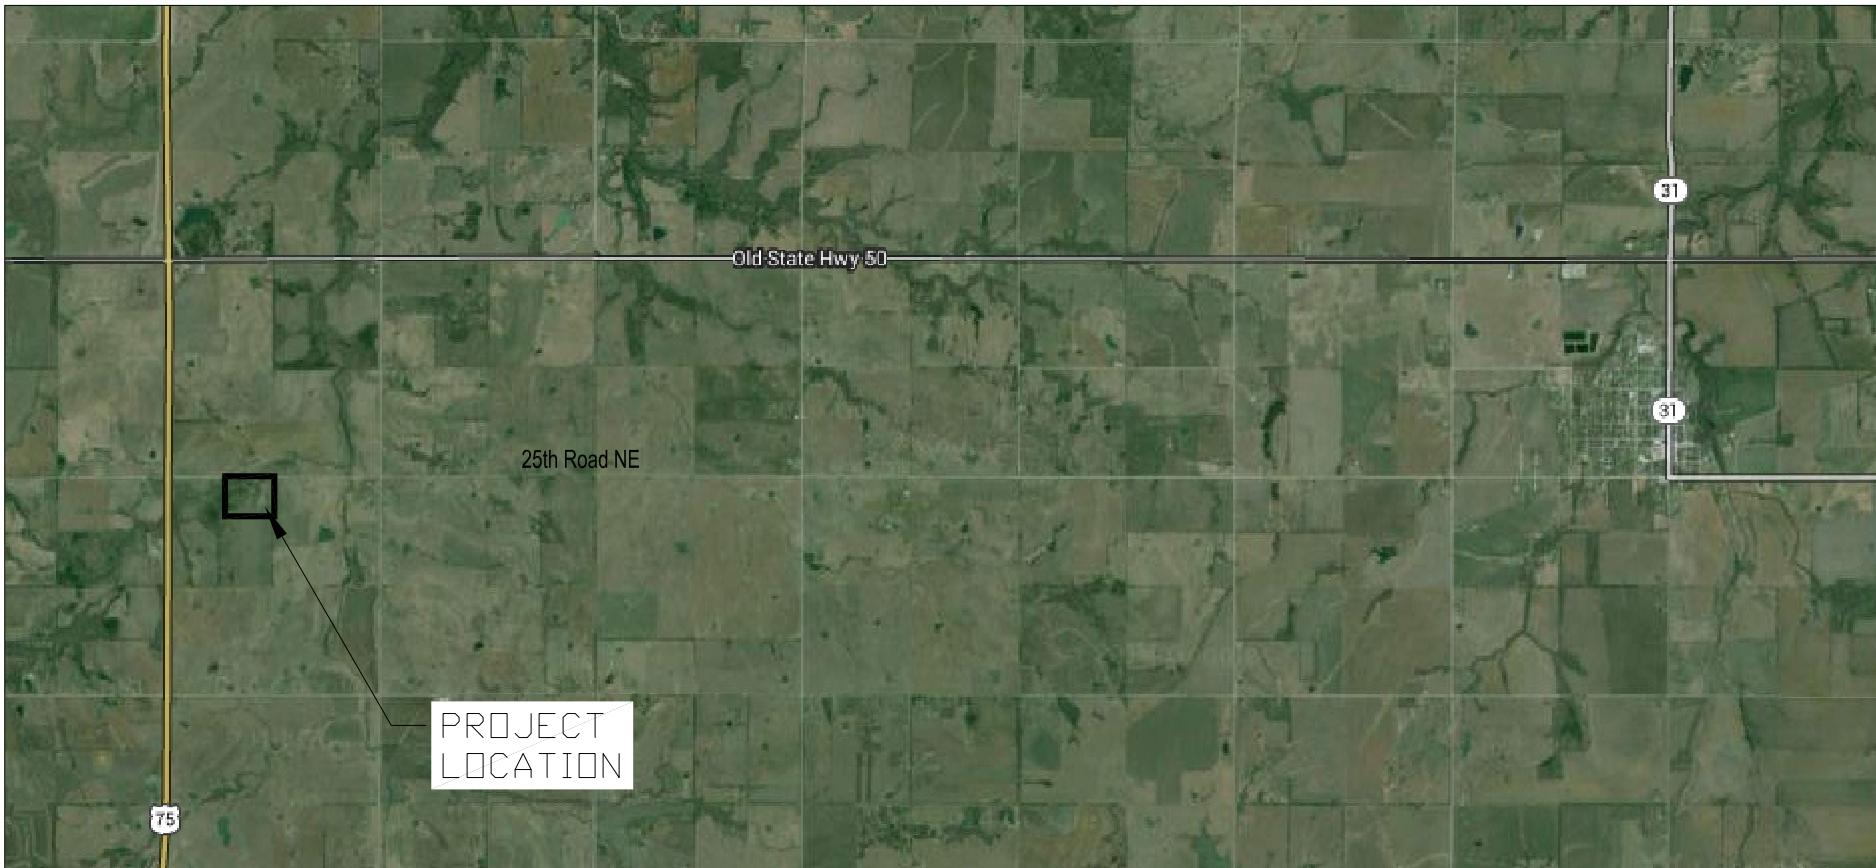 31
Old State Hwy 50
31
25th Road NE
PROJECT
LOCATION
75